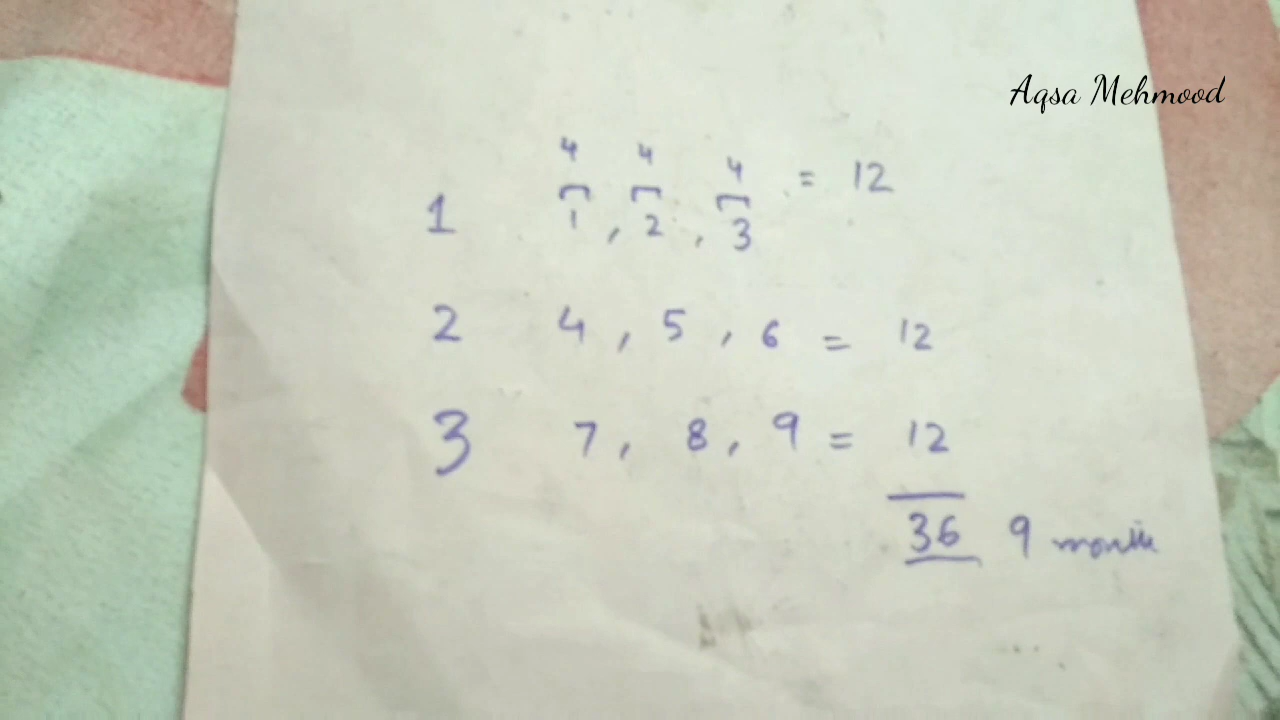 Aqsa Mehmood
4 4 4 = 12
1 1 , 2 , 3
2 4 , 5 , 6 = 12
3 7 , 8 , 9 = 12
36 9 month